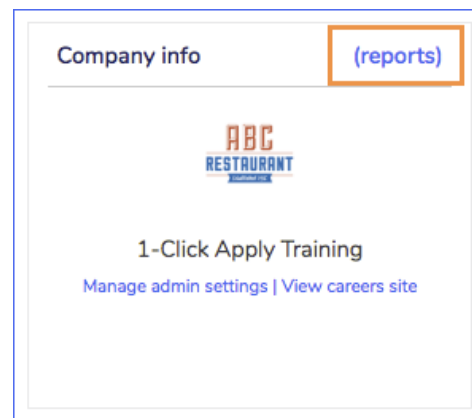 Company info (reports)
ABC
RESTAURANT
1-Click Apply Training
Manage admin settings | View careers site